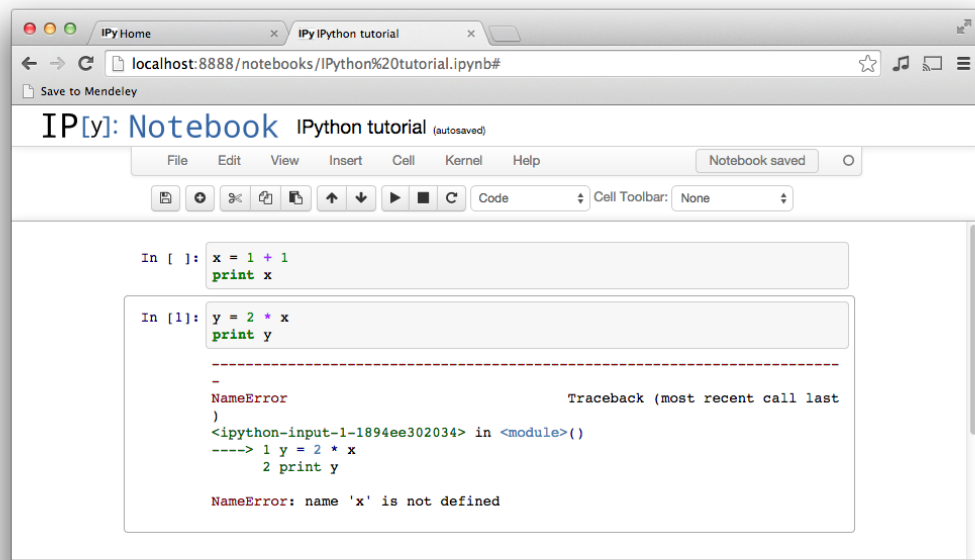 IPy Home
IPy IPython tutorial
localhost:8888/notebooks/IPython%20tutorial.ipynb#
Save to Mendeley
IP[y]: Notebook IPython tutorial (autosaved)
File Edit View Insert Cell Kernel Help Notebook saved
Code Cell Toolbar: None
In [ ]: x = 1 + 1
print x
In [1]: y = 2 * x
print y
---------------------------------------------------------------------------
-
NameError Traceback (most recent call last
)
<ipython-input-1-1894ee302034> in <module>()
----> 1 y = 2 * x
2 print y
NameError: name 'x' is not defined